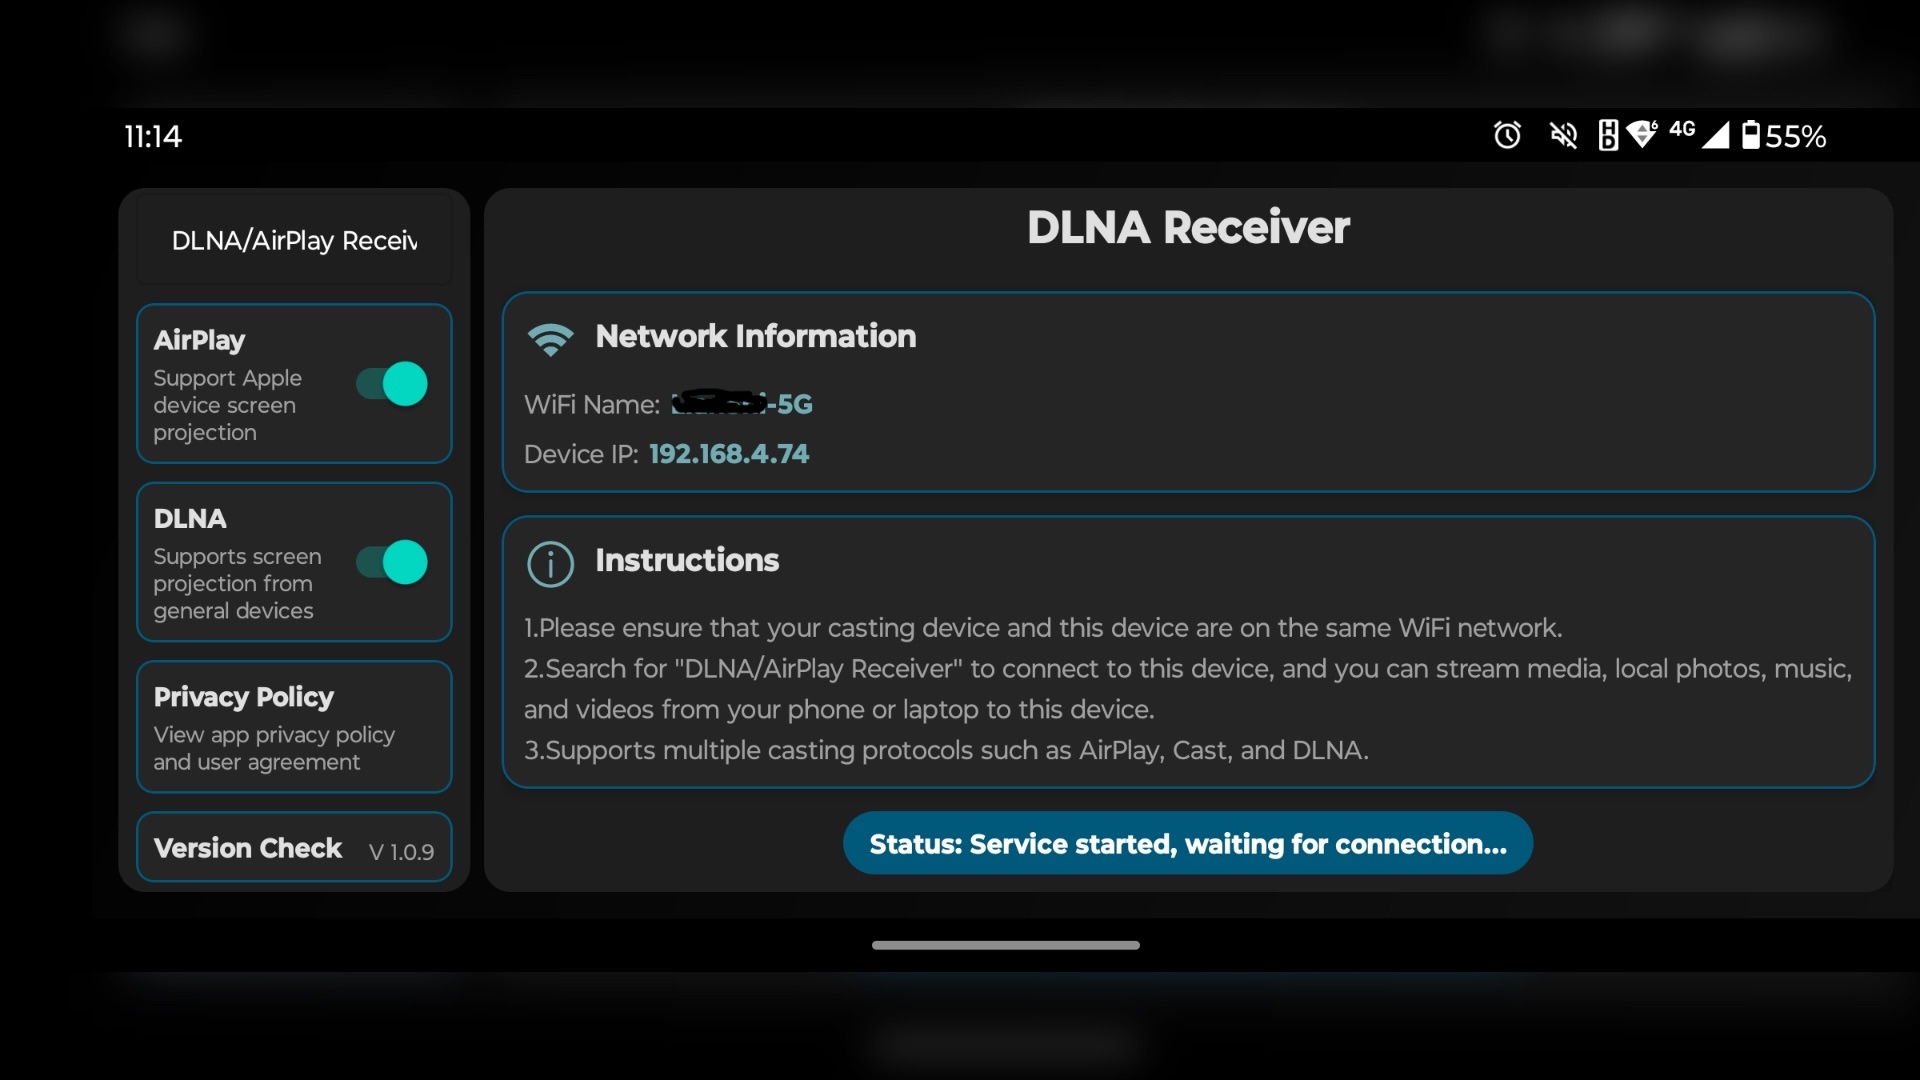 11:14
4G
55%
DLNA/AirPlay Receiv
AirPlay
Support Apple
device screen
projection
DLNA
Supports screen
projection from
general devices
Privacy Policy
View app privacy policy
and user agreement
Version Check V 1.0.9
DLNA Receiver
Network Information
WiFi Name: -5G
Device IP: 192.168.4.74
Instructions
1.Please ensure that your casting device and this device are on the same WiFi network.
2.Search for "DLNA/AirPlay Receiver" to connect to this device, and you can stream media, local photos, music,
and videos from your phone or laptop to this device.
3.Supports multiple casting protocols such as AirPlay, Cast, and DLNA.
Status: Service started, waiting for connection...